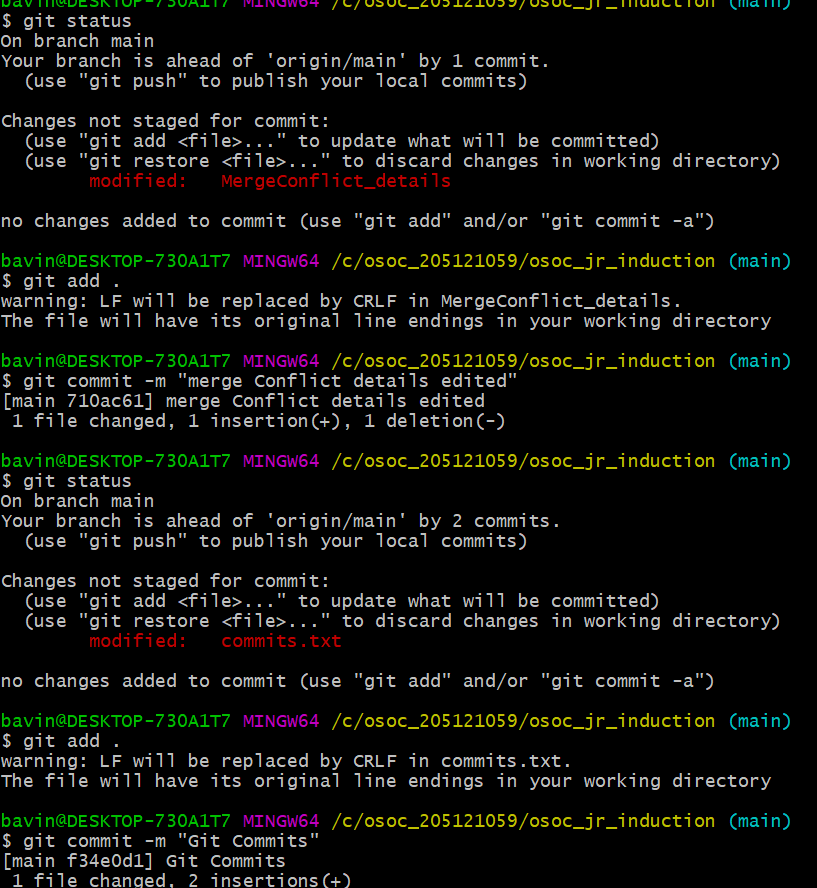 bavin@DESKTOP-730A1T7 MINGW64 /c/osoc_205121059/osoc_jr_induction (main)
$ git status
On branch main
Your branch is ahead of 'origin/main' by 1 commit.
  (use "git push" to publish your local commits)

Changes not staged for commit:
  (use "git add <file>..." to update what will be committed)
  (use "git restore <file>..." to discard changes in working directory)
        modified:   MergeConflict_details

no changes added to commit (use "git add" and/or "git commit -a")

bavin@DESKTOP-730A1T7 MINGW64 /c/osoc_205121059/osoc_jr_induction (main)
$ git add .
warning: LF will be replaced by CRLF in MergeConflict_details.
The file will have its original line endings in your working directory

bavin@DESKTOP-730A1T7 MINGW64 /c/osoc_205121059/osoc_jr_induction (main)
$ git commit -m "merge Conflict details edited"
[main 710ac61] merge Conflict details edited
 1 file changed, 1 insertion(+), 1 deletion(-)

bavin@DESKTOP-730A1T7 MINGW64 /c/osoc_205121059/osoc_jr_induction (main)
$ git status
On branch main
Your branch is ahead of 'origin/main' by 2 commits.
  (use "git push" to publish your local commits)

Changes not staged for commit:
  (use "git add <file>..." to update what will be committed)
  (use "git restore <file>..." to discard changes in working directory)
        modified:   commits.txt

no changes added to commit (use "git add" and/or "git commit -a")

bavin@DESKTOP-730A1T7 MINGW64 /c/osoc_205121059/osoc_jr_induction (main)
$ git add .
warning: LF will be replaced by CRLF in commits.txt.
The file will have its original line endings in your working directory

bavin@DESKTOP-730A1T7 MINGW64 /c/osoc_205121059/osoc_jr_induction (main)
$ git commit -m "Git Commits"
[main f34e0d1] Git Commits
 1 file changed, 2 insertions(+)